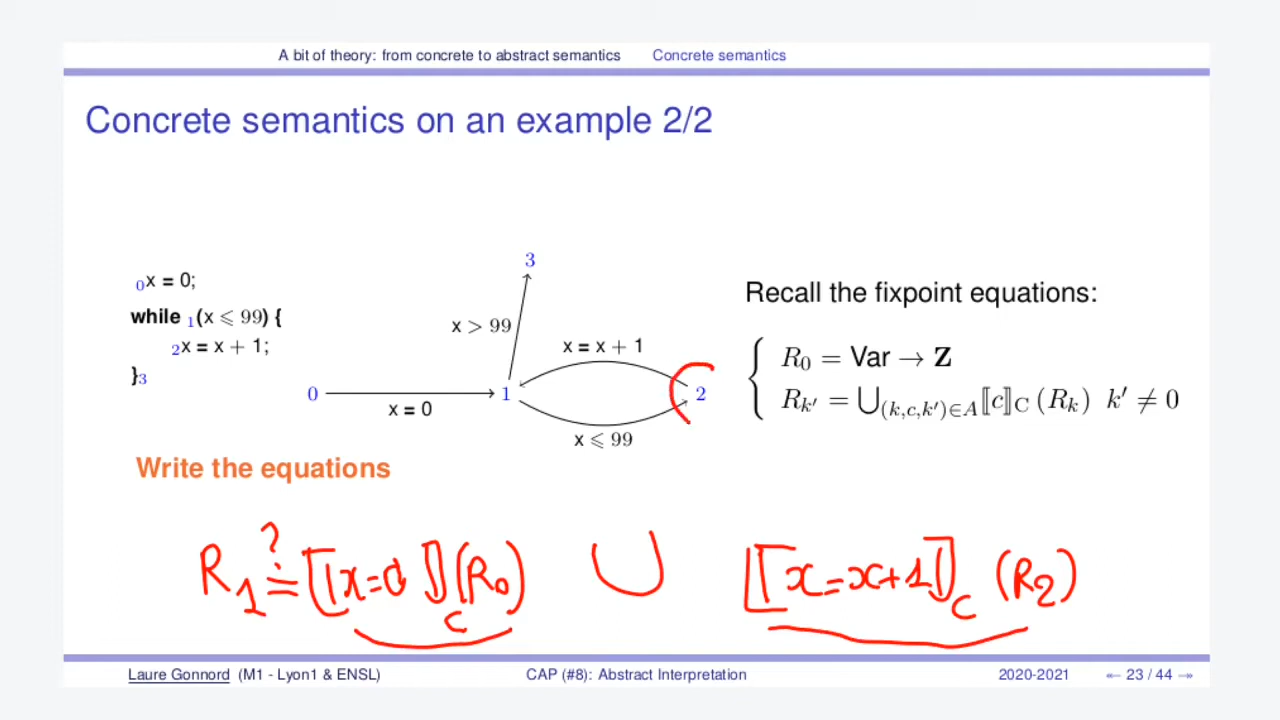 A bit of theory: from concrete to abstract semantics Concrete semantics
Concrete semantics on an example 2/2
0x = 0;
while 1(x ⩽ 99) {
2x = x + 1;
}3
0
x = 0
1
x > 99
3
x = x + 1
2
x ⩽ 99
Recall the fixpoint equations:
{ R0 = Var → Z
Rk′ = ⋃(k,c,k′)∈A⟦c⟧C (Rk) k′ ≠ 0
Write the equations
R1 ?= ⟦x=0⟧C(R0) ∪ ⟦x=x+1⟧C (R2)
Laure Gonnord (M1 - Lyon1 & ENSL) CAP (#8): Abstract Interpretation 2020-2021 ↞ 23 / 44 ↠